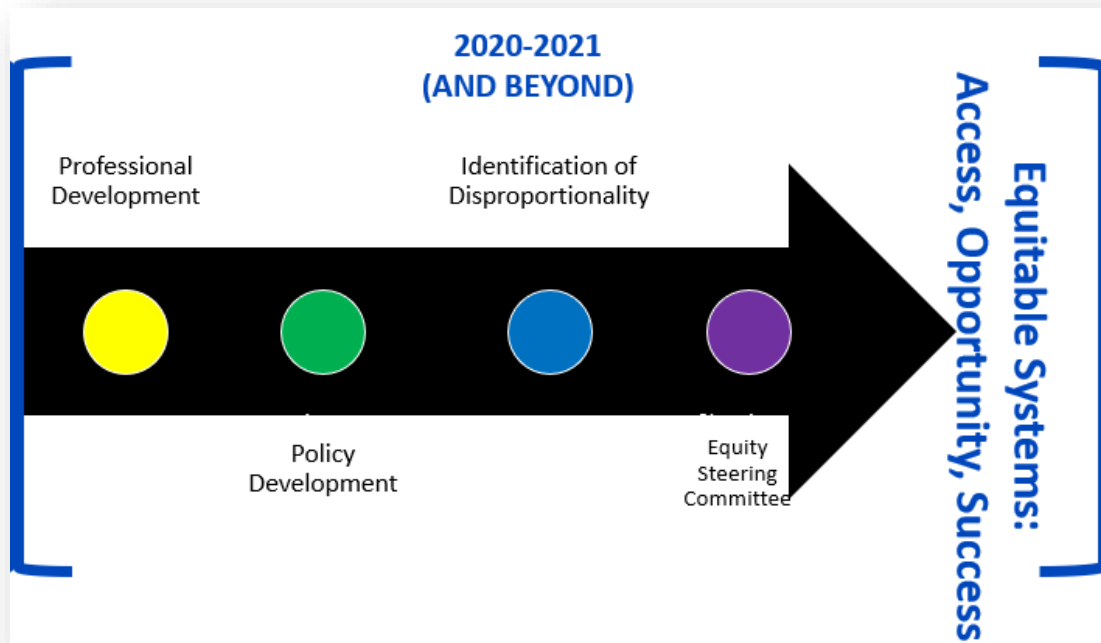 2020-2021
(AND BEYOND)
Professional
Development
Identification of
Disproportionality
Policy
Development
Equity
Steering
Committee
Equitable Systems:
Access, Opportunity, Success